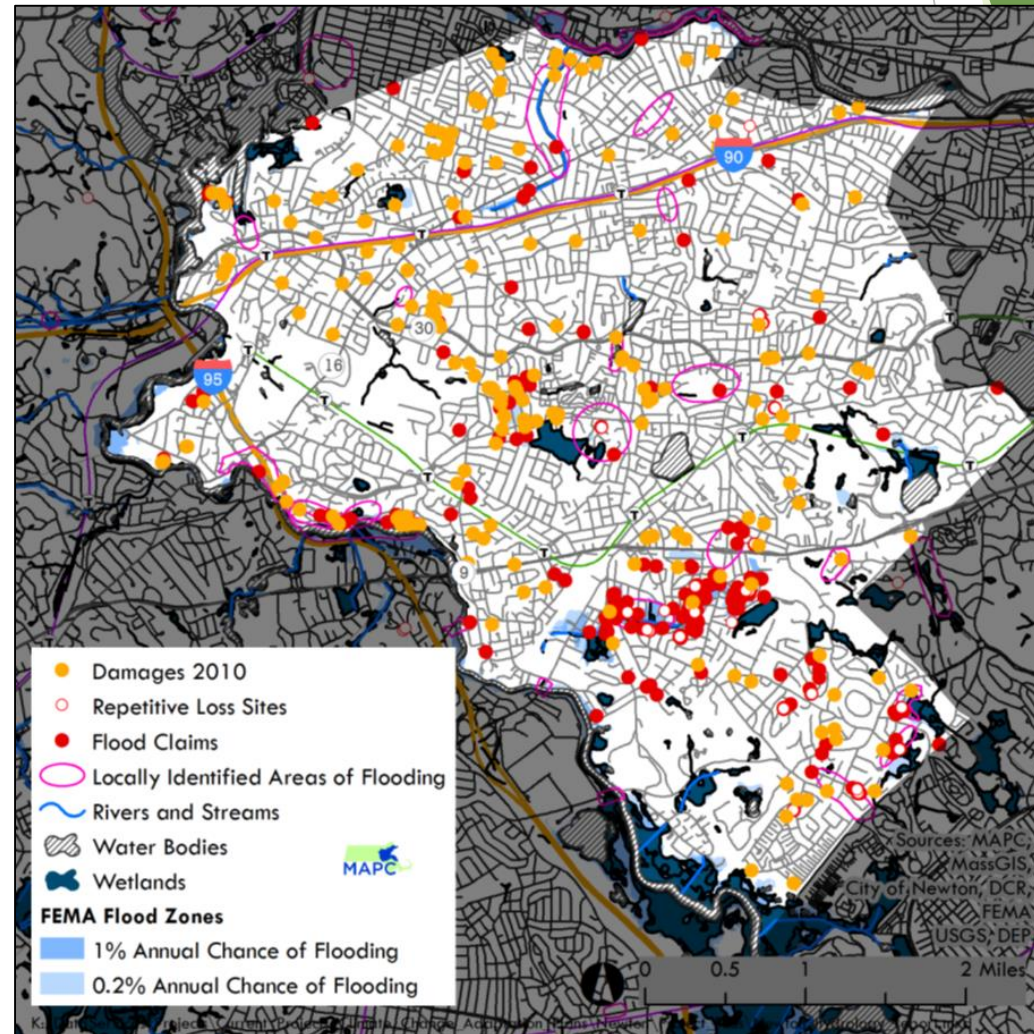 90
T
T
T
T
T
30
16
T
95
T
T
T
T
T
T
T
9
Damages 2010
Repetitive Loss Sites
Flood Claims
Locally Identified Areas of Flooding
Rivers and Streams
Water Bodies
MAPC
Wetlands
FEMA Flood Zones
1% Annual Chance of Flooding
0.2% Annual Chance of Flooding
Sources: MAPC,
MassGIS,
City of Newton, DCR,
FEMA
USGS, DEP
0 0.5 1 2 Miles